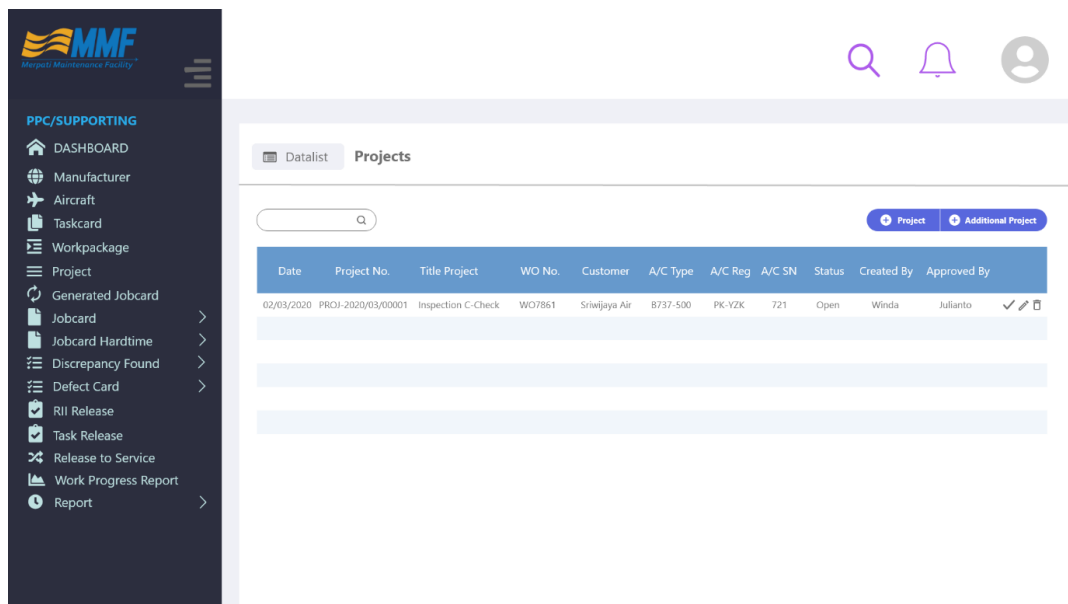 MMF
Merpati Maintenance Facility
PPC/SUPPORTING
DASHBOARD
Manufacturer
Aircraft
Taskcard
Workpackage
Project
Generated Jobcard
Jobcard
Jobcard Hardtime
Discrepancy Found
Defect Card
RII Release
Task Release
Release to Service
Work Progress Report
Report
Datalist Projects
Project Additional Project
Date Project No. Title Project WO No. Customer A/C Type A/C Reg A/C SN Status Created By Approved By
02/03/2020 PROJ-2020/03/00001 Inspection C-Check WO7861 Sriwijaya Air B737-500 PK-YZK 721 Open Winda Julianto